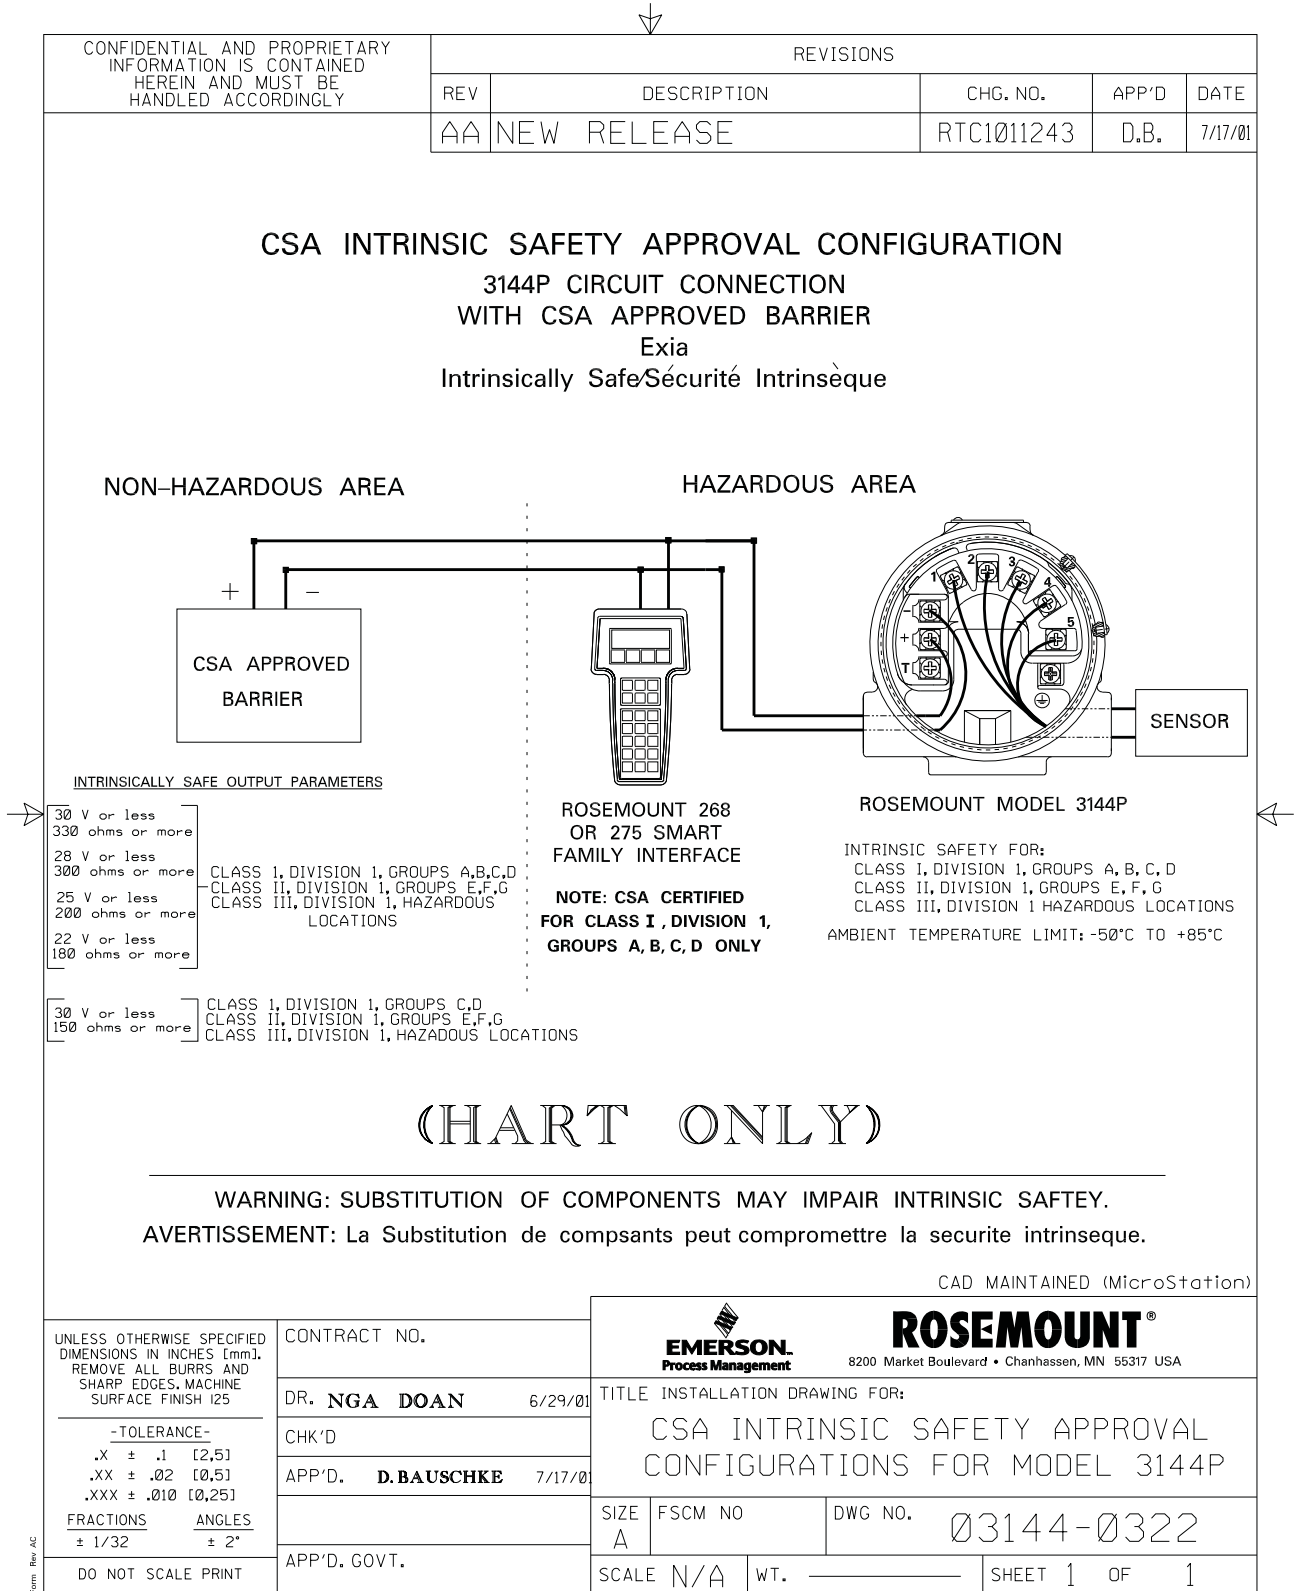 CONFIDENTIAL AND PROPRIETARY
INFORMATION IS CONTAINED
HEREIN AND MUST BE
HANDLED ACCORDINGLY
REVISIONS
REV DESCRIPTION CHG. NO. APP'D DATE
AA NEW RELEASE RTC1011243 D.B. 7/17/01
CSA INTRINSIC SAFETY APPROVAL CONFIGURATION
3144P CIRCUIT CONNECTION
WITH CSA APPROVED BARRIER
Exia
Intrinsically Safe/Sécurité Intrinsèque
NON-HAZARDOUS AREA
HAZARDOUS AREA
+ -
CSA APPROVED
BARRIER
1 2 3 4 5
-
+
T
SENSOR
INTRINSICALLY SAFE OUTPUT PARAMETERS
30 V or less
330 ohms or more
28 V or less
300 ohms or more
25 V or less
200 ohms or more
22 V or less
180 ohms or more
CLASS 1, DIVISION 1, GROUPS A,B,C,D
CLASS II, DIVISION 1, GROUPS E,F,G
CLASS III, DIVISION 1, HAZARDOUS
LOCATIONS
30 V or less
150 ohms or more
CLASS 1, DIVISION 1, GROUPS C,D
CLASS II, DIVISION 1, GROUPS E,F,G
CLASS III, DIVISION 1, HAZADOUS LOCATIONS
ROSEMOUNT 268
OR 275 SMART
FAMILY INTERFACE
NOTE: CSA CERTIFIED
FOR CLASS I , DIVISION 1,
GROUPS A, B, C, D ONLY
ROSEMOUNT MODEL 3144P
INTRINSIC SAFETY FOR:
CLASS I, DIVISION 1, GROUPS A, B, C, D
CLASS II, DIVISION 1, GROUPS E, F, G
CLASS III, DIVISION 1 HAZARDOUS LOCATIONS
AMBIENT TEMPERATURE LIMIT: -50°C TO +85°C
(HART ONLY)
WARNING: SUBSTITUTION OF COMPONENTS MAY IMPAIR INTRINSIC SAFTEY.
AVERTISSEMENT: La Substitution de compsants peut compromettre la securite intrinseque.
CAD MAINTAINED (MicroStation)
UNLESS OTHERWISE SPECIFIED
DIMENSIONS IN INCHES [mm].
REMOVE ALL BURRS AND
SHARP EDGES. MACHINE
SURFACE FINISH 125
-TOLERANCE-
.X ± .1 [2,5]
.XX ± .02 [0,5]
.XXX ± .010 [0,25]
FRACTIONS ANGLES
± 1/32 ± 2°
DO NOT SCALE PRINT
Rev AC
CONTRACT NO.
DR. NGA DOAN 6/29/01
CHK'D
APP'D. D. BAUSCHKE 7/17/01
APP'D. GOVT.
EMERSON™
Process Management
ROSEMOUNT®
8200 Market Boulevard • Chanhassen, MN 55317 USA
TITLE INSTALLATION DRAWING FOR:
CSA INTRINSIC SAFETY APPROVAL
CONFIGURATIONS FOR MODEL 3144P
SIZE A
FSCM NO
DWG NO. 03144-0322
SCALE N/A WT. SHEET 1 OF 1